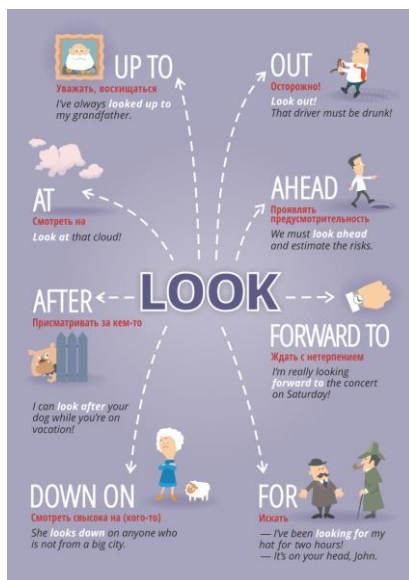 UP TO
Уважать, восхищаться
I've always looked up to
my grandfather.
OUT
Осторожно!
Look out!
That driver must be drunk!
AT
Смотреть на
Look at that cloud!
AHEAD
Проявлять
предусмотрительность
We must look ahead
and estimate the risks.
LOOK
AFTER
Присматривать за кем-то
I can look after your
dog while you're on
vacation!
FORWARD TO
Ждать с нетерпением
I'm really looking
forward to the concert
on Saturday!
DOWN ON
Смотреть свысока на (кого-то)
She looks down on anyone who
is not from a big city.
FOR
Искать
— I've been looking for my
hat for two hours!
— It's on your head, John.